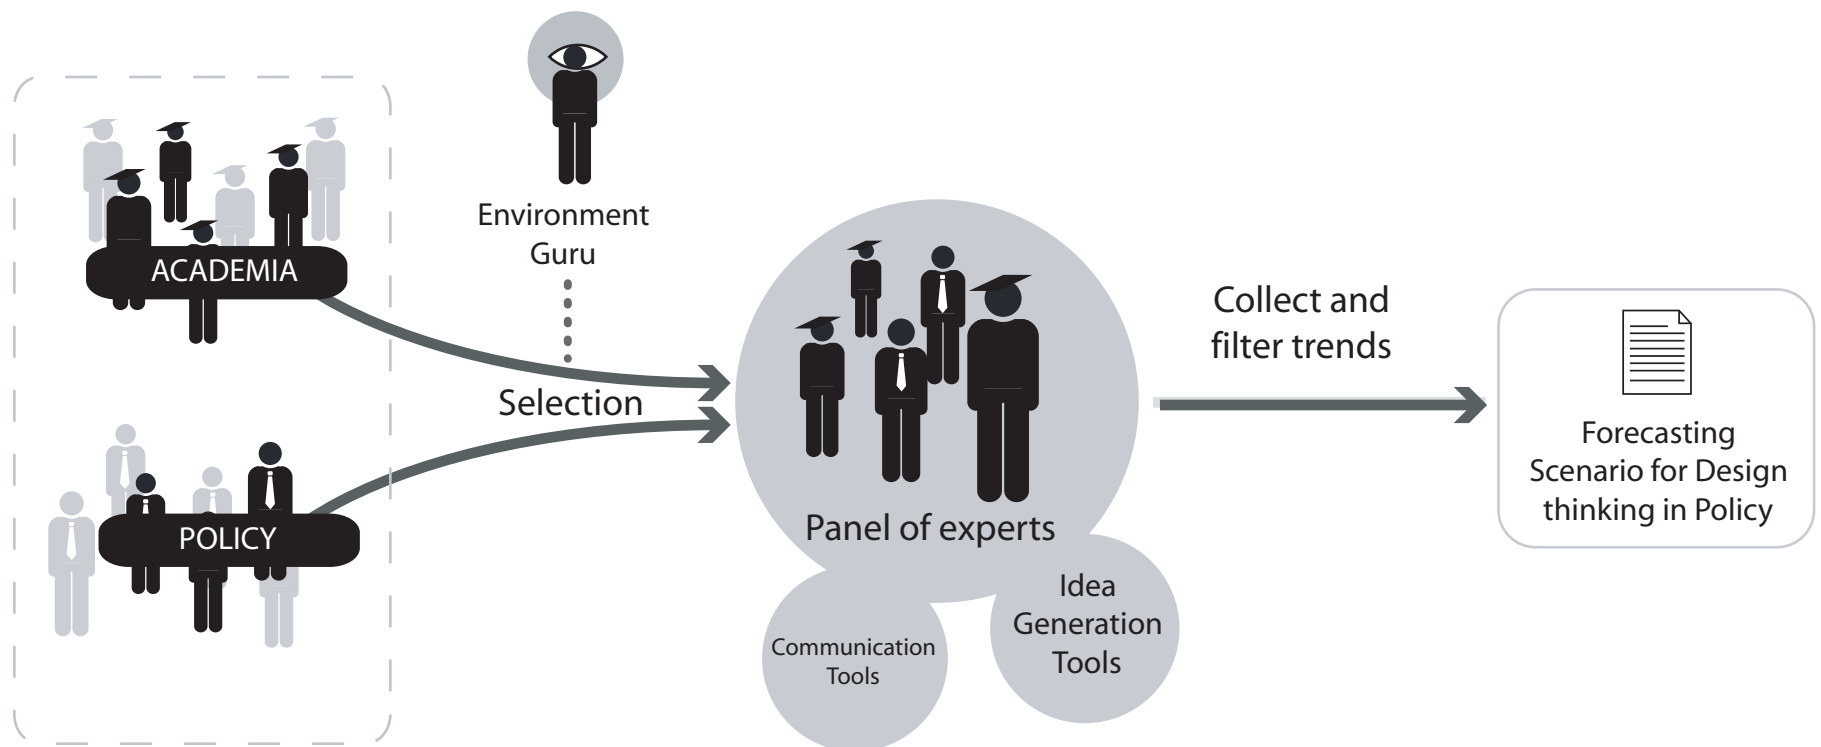 ACADEMIA
POLICY
Environment
Guru
Selection
Panel of experts
Communication
Tools
Idea
Generation
Tools
Collect and
filter trends
Forecasting
Scenario for Design
thinking in Policy